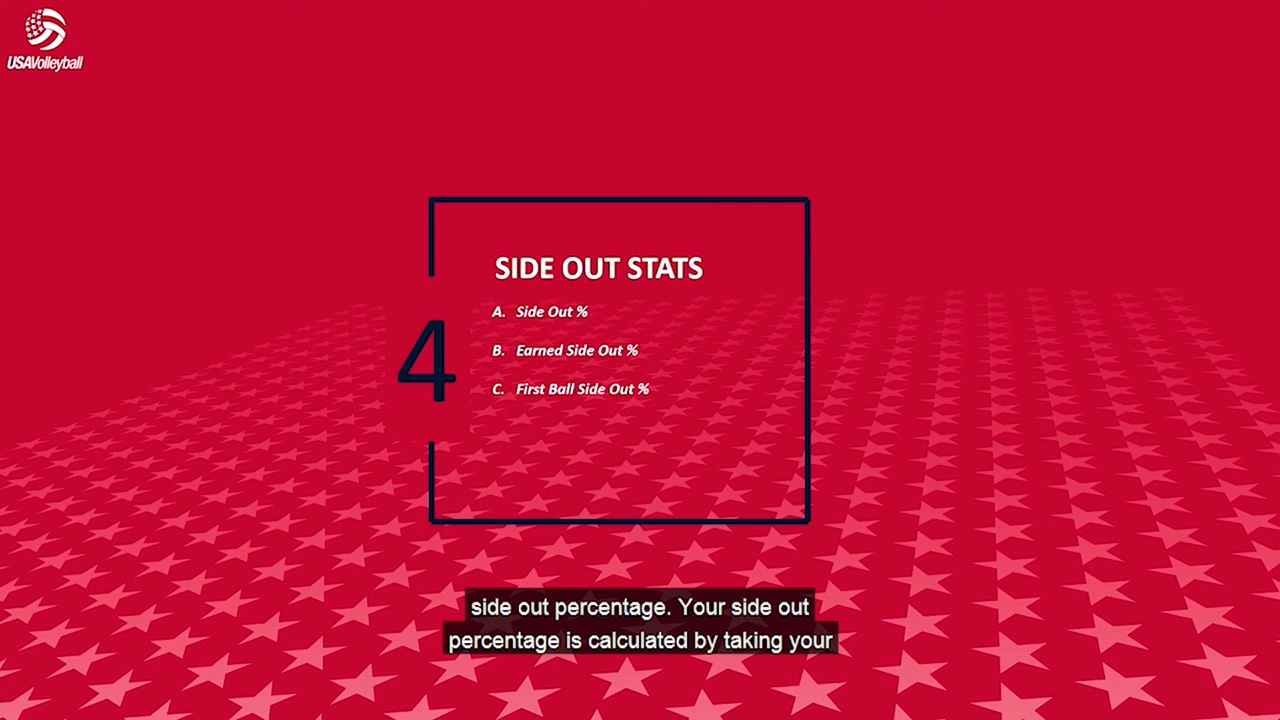 USAVolleyball
SIDE OUT STATS
A. Side Out %
B. Earned Side Out %
C. First Ball Side Out %
4
side out percentage. Your side out
percentage is calculated by taking your